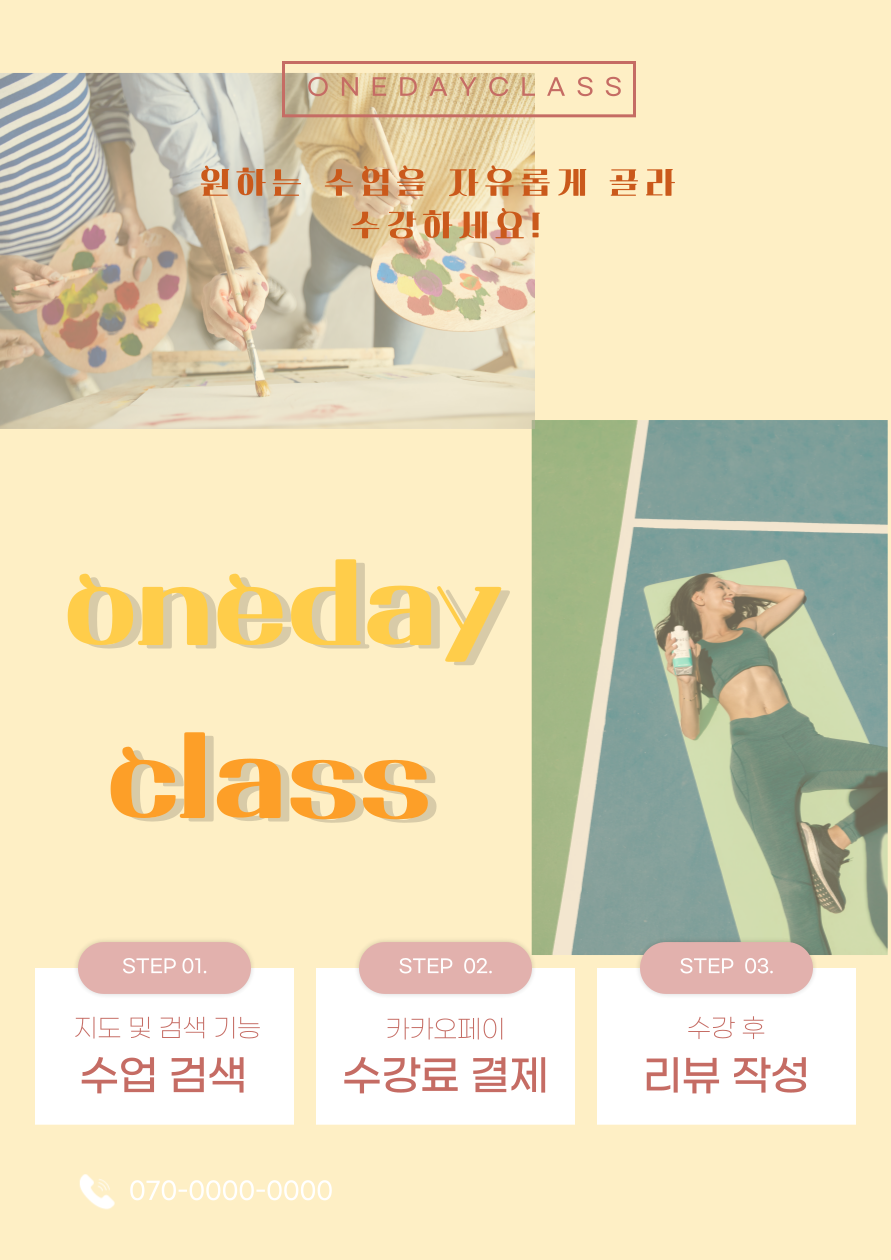 ONEDAYCLASS
원하는 수업을 자유롭게 골라
수강하세요!
oneday
class
STEP 01.
지도 및 검색 기능
수업 검색
STEP 02.
카카오페이
수강료 결제
STEP 03.
수강 후
리뷰 작성
070-0000-0000